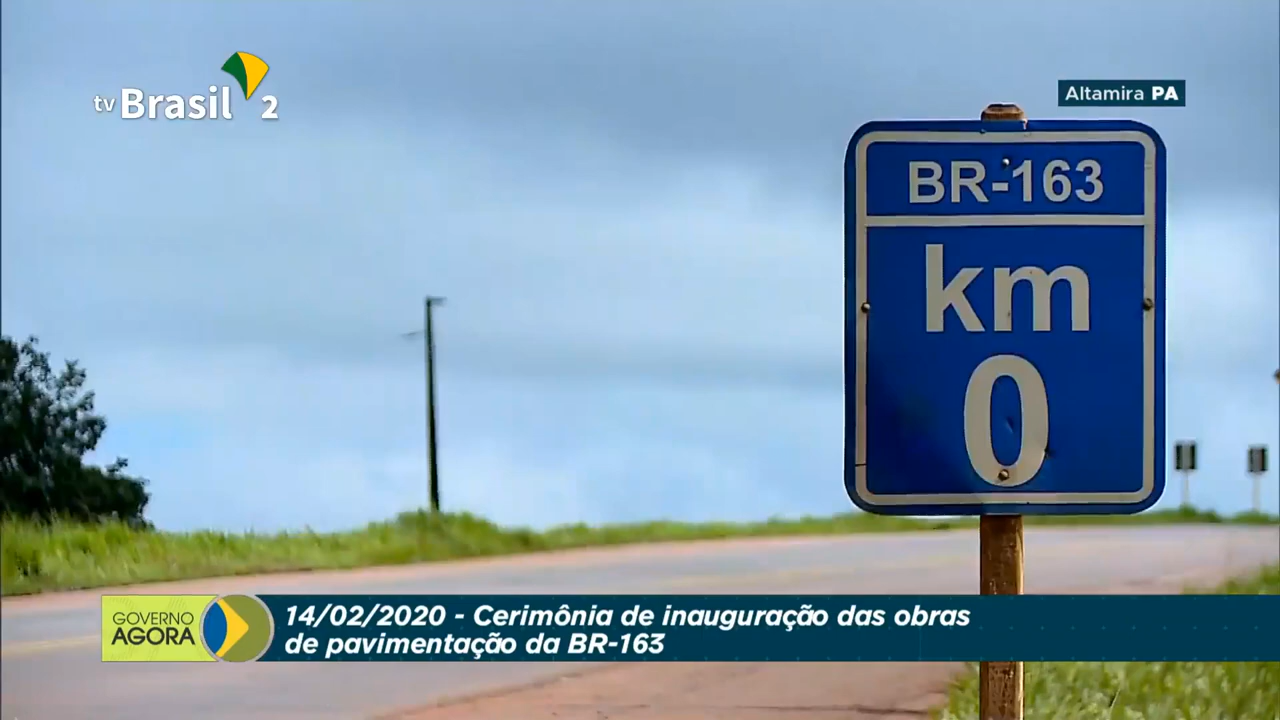 tv Brasil 2
Altamira PA
BR-163
km
0
GOVERNO
AGORA
14/02/2020 - Cerimônia de inauguração das obras
de pavimentação da BR-163